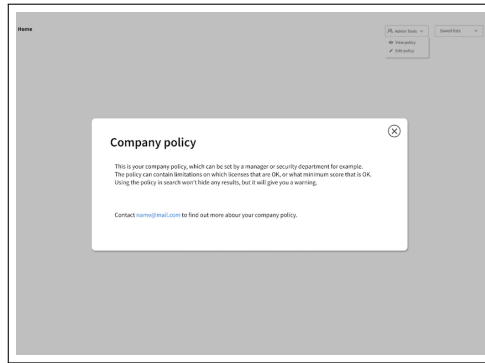 Home
Admin Tools
Saved lists
View policy
Edit policy
Company policy
This is your company policy, which can be set by a manager or security department for example.
The policy can contain limitations on which licenses that are OK, or what minimum score that is OK.
Using the policy in search won't hide any results, but it will give you a warning.
Contact name@mail.com to find out more abour your company policy.